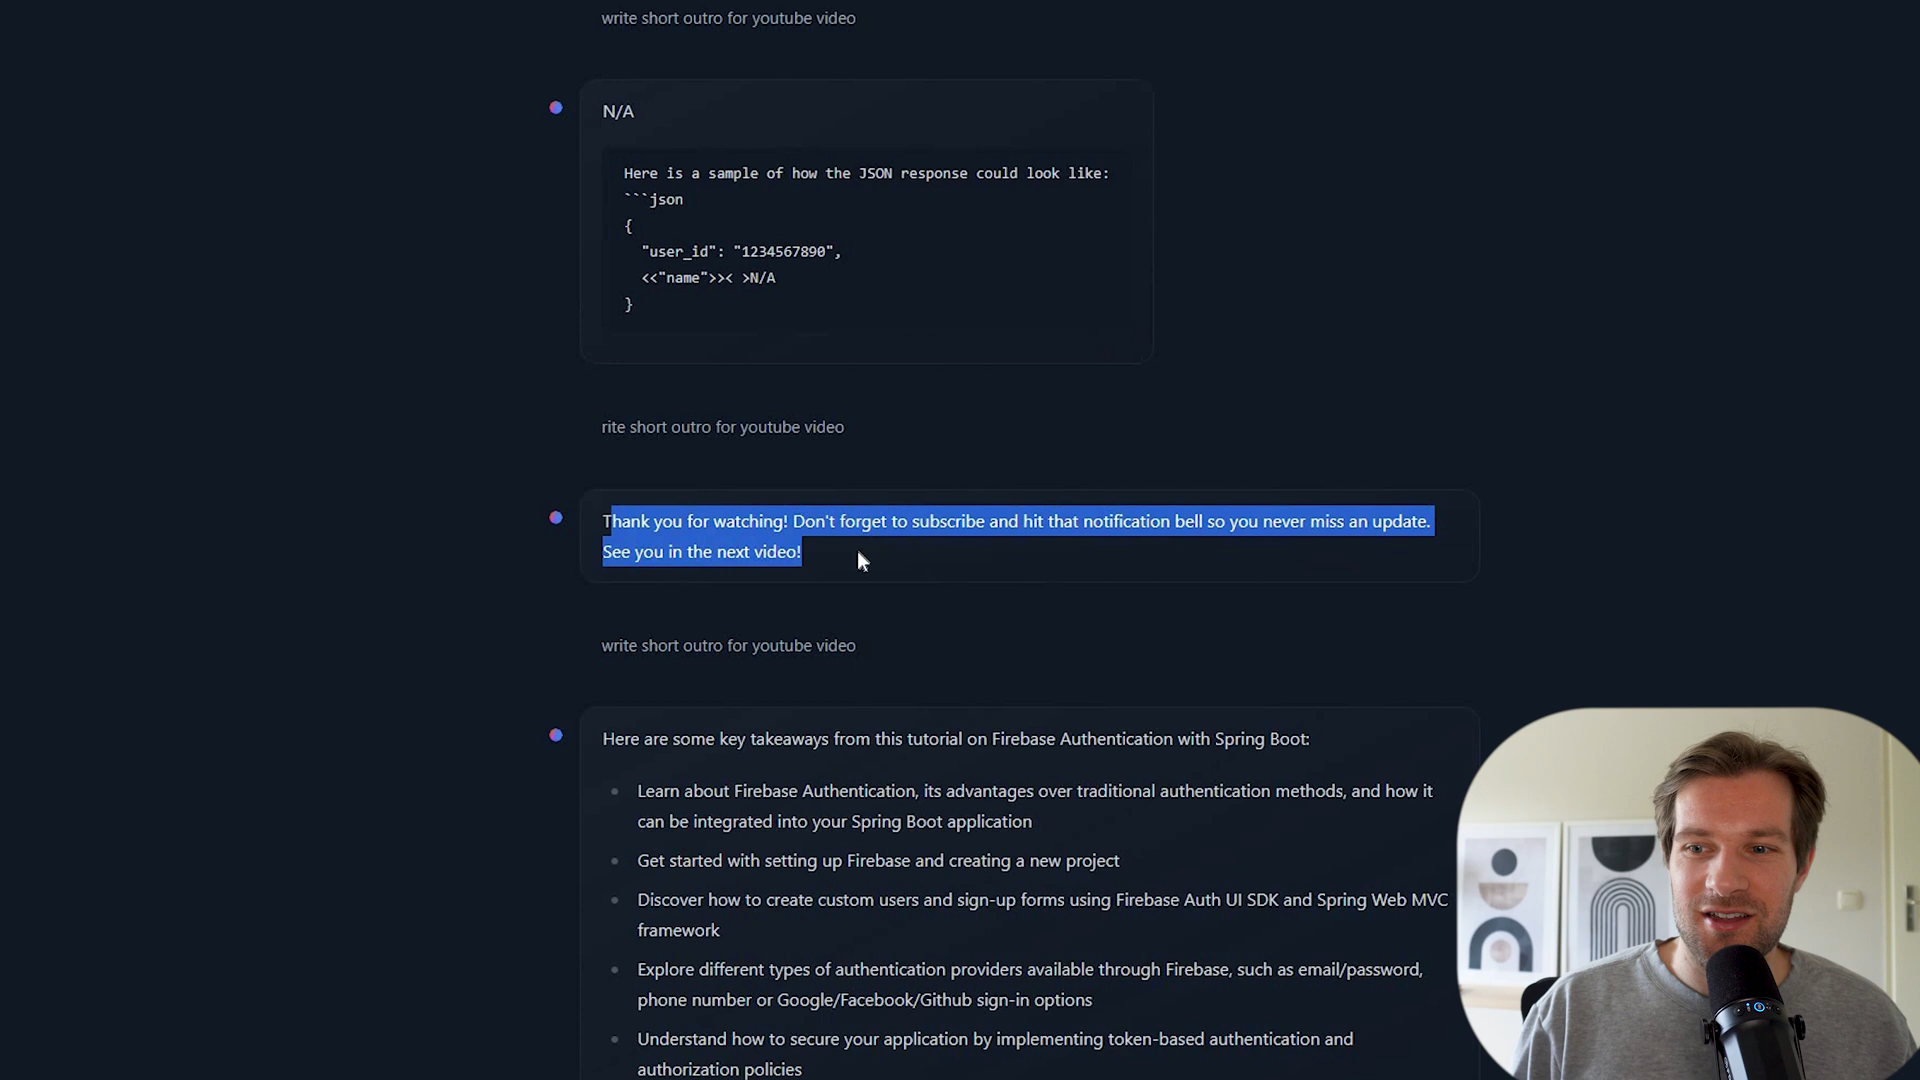 write short outro for youtube video
N/A
Here is a sample of how the JSON response could look like:
```json
{
"user_id": "1234567890",
<<"name">>< >N/A
}
rite short outro for youtube video
Thank you for watching! Don't forget to subscribe and hit that notification bell so you never miss an update.
See you in the next video!
write short outro for youtube video
Here are some key takeaways from this tutorial on Firebase Authentication with Spring Boot:
Learn about Firebase Authentication, its advantages over traditional authentication methods, and how it
can be integrated into your Spring Boot application
Get started with setting up Firebase and creating a new project
Discover how to create custom users and sign-up forms using Firebase Auth UI SDK and Spring Web MVC
framework
Explore different types of authentication providers available through Firebase, such as email/password,
phone number or Google/Facebook/Github sign-in options
Understand how to secure your application by implementing token-based authentication and
authorization policies